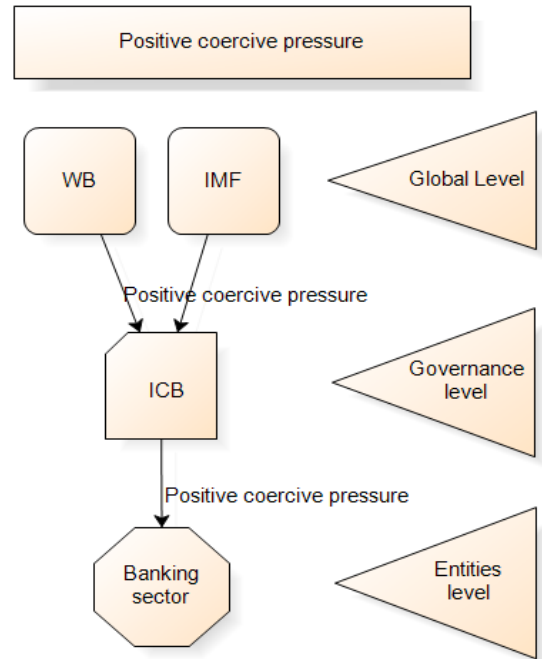 Positive coercive pressure
WB
IMF
Global Level
Positive coercive pressure
ICB
Governance
level
Positive coercive pressure
Banking
sector
Entities
level